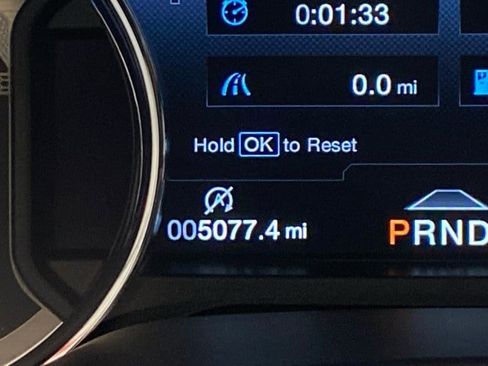 0:01:33
0.0 mi
Hold OK to Reset
005077.4 mi
PRND